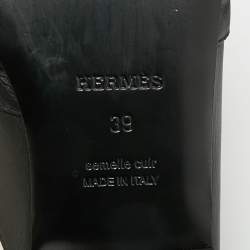 HERMES
39
semelle cuir
MADE IN ITALY